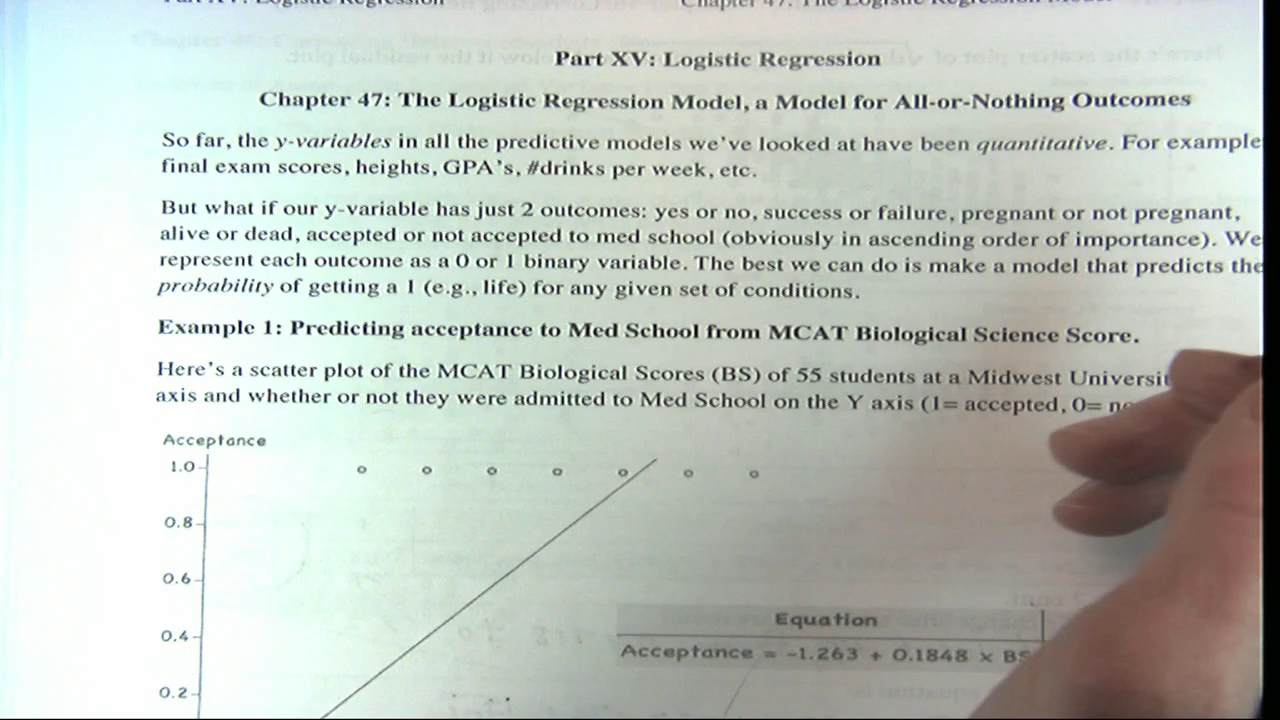 Part XV: Logistic Regression
Chapter 47: The Logistic Regression Model, a Model for All-or-Nothing Outcomes
So far, the y-variables in all the predictive models we've looked at have been quantitative. For example
final exam scores, heights, GPA's, #drinks per week, etc.
But what if our y-variable has just 2 outcomes: yes or no, success or failure, pregnant or not pregnant,
alive or dead, accepted or not accepted to med school (obviously in ascending order of importance). We
represent each outcome as a 0 or 1 binary variable. The best we can do is make a model that predicts the
probability of getting a 1 (e.g., life) for any given set of conditions.
Example 1: Predicting acceptance to Med School from MCAT Biological Science Score.
Here's a scatter plot of the MCAT Biological Scores (BS) of 55 students at a Midwest
axis and whether or not they were admitted to Med School on the Y axis (1= accepted, 0=
Acceptance
1.0
0.8
0.6
0.4
0.2
Equation
Acceptance = -1.263 + 0.1848 x BS